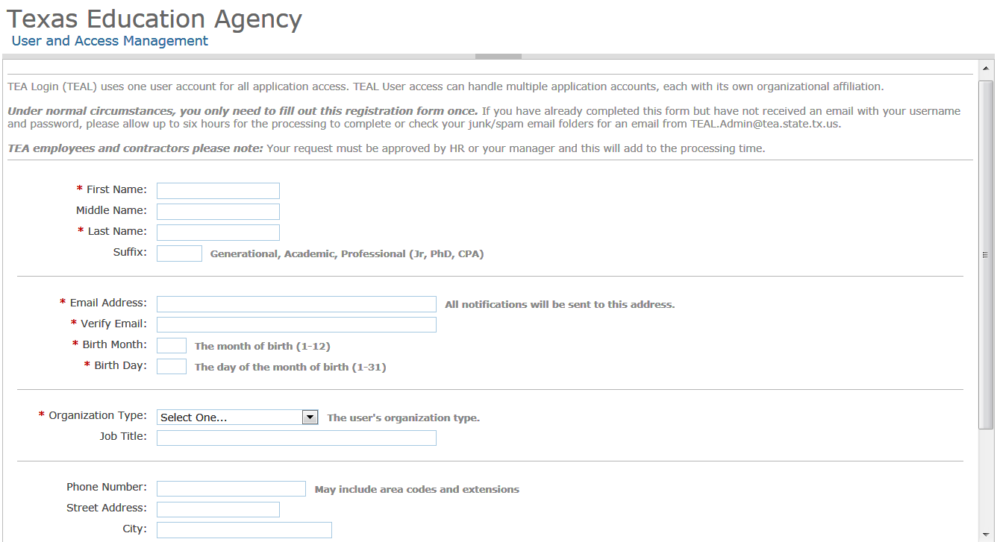 Texas Education Agency
User and Access Management
TEA Login (TEAL) uses one user account for all application access. TEAL User access can handle multiple application accounts, each with its own organizational affiliation.
Under normal circumstances, you only need to fill out this registration form once. If you have already completed this form but have not received an email with your username
and password, please allow up to six hours for the processing to complete or check your junk/spam email folders for an email from TEAL.Admin@tea.state.tx.us.
TEA employees and contractors please note: Your request must be approved by HR or your manager and this will add to the processing time.
* First Name:
Middle Name:
* Last Name:
Suffix: Generational, Academic, Professional (Jr, PhD, CPA)
* Email Address: All notifications will be sent to this address.
* Verify Email:
* Birth Month: The month of birth (1-12)
* Birth Day: The day of the month of birth (1-31)
* Organization Type: Select One... The user's organization type.
Job Title:
Phone Number: May include area codes and extensions
Street Address:
City: